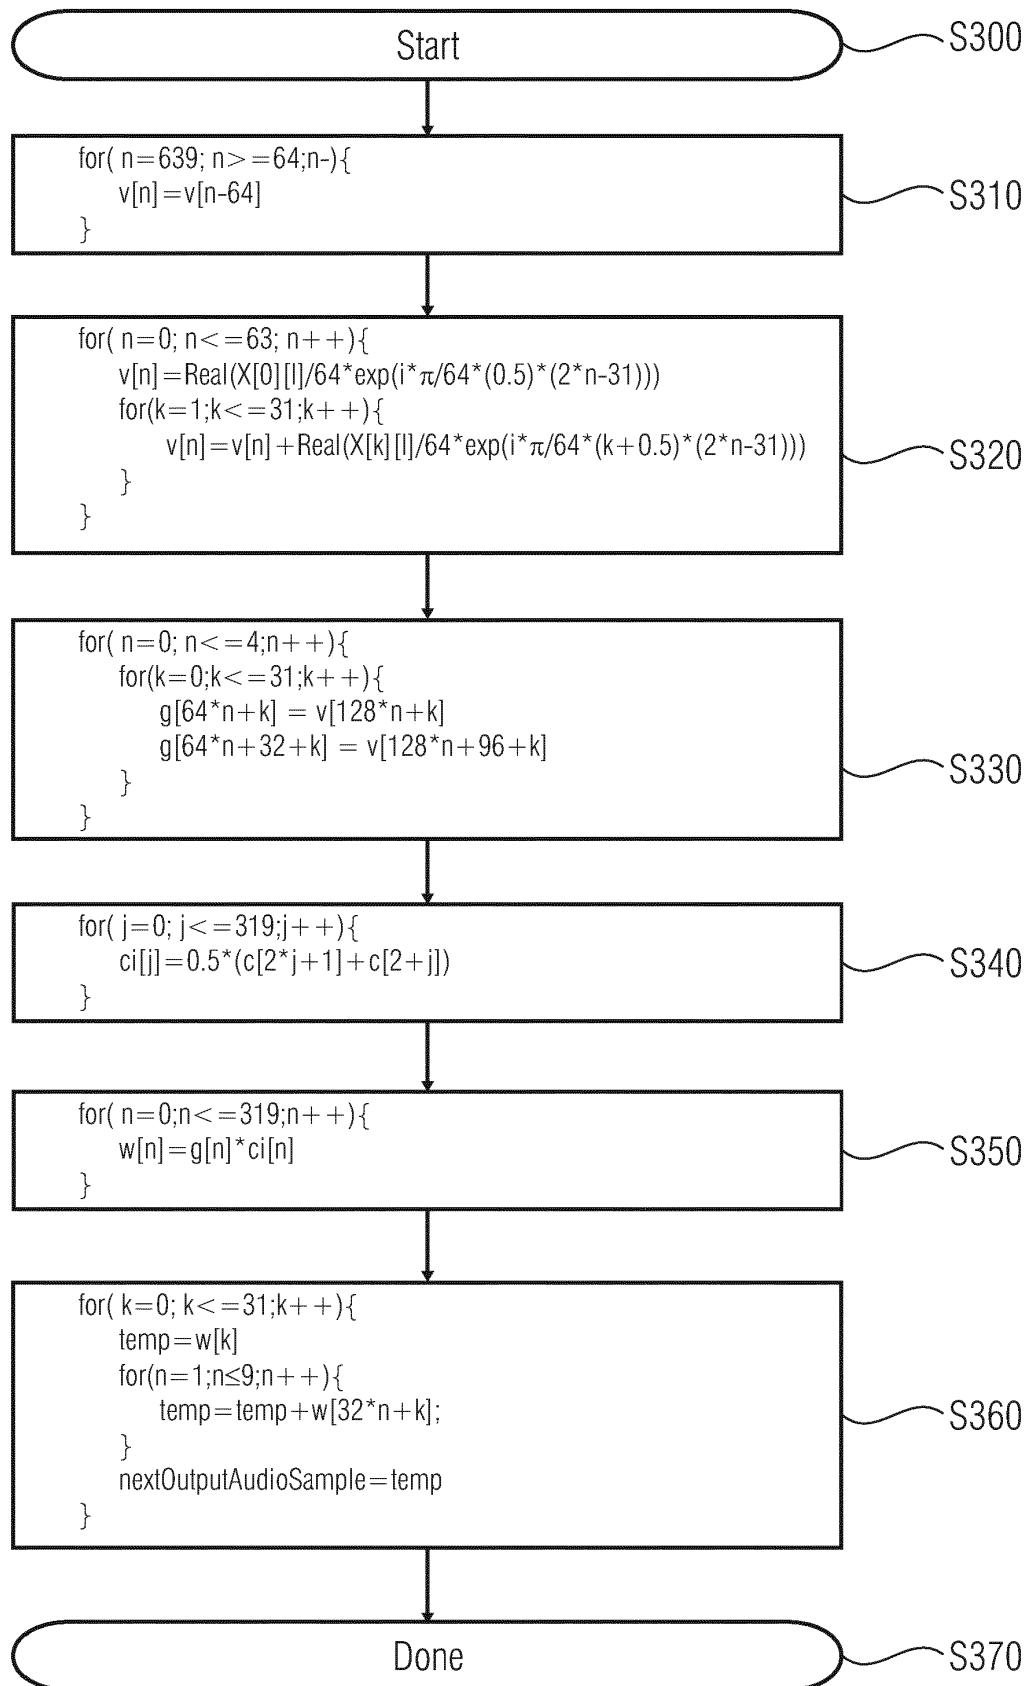 Start
S300
for( n=639; n>=64;n-){
v[n]=v[n-64]
}
S310
for( n=0; n<=63; n++){
v[n]=Real(X[0][l]/64*exp(i*π/64*(0.5)*(2*n-31)))
for(k=1;k<=31;k++){
v[n]=v[n]+Real(X[k][l]/64*exp(i*π/64*(k+0.5)*(2*n-31)))
}
}
S320
for( n=0; n<=4;n++){
for(k=0;k<=31;k++){
g[64*n+k] = v[128*n+k]
g[64*n+32+k] = v[128*n+96+k]
}
}
S330
for( j=0; j<=319;j++){
ci[j]=0.5*(c[2*j+1]+c[2+j])
}
S340
for( n=0;n<=319;n++){
w[n]=g[n]*ci[n]
}
S350
for( k=0; k<=31;k++){
temp=w[k]
for(n=1;n≤9;n++){
temp=temp+w[32*n+k];
}
nextOutputAudioSample=temp
}
S360
Done
S370